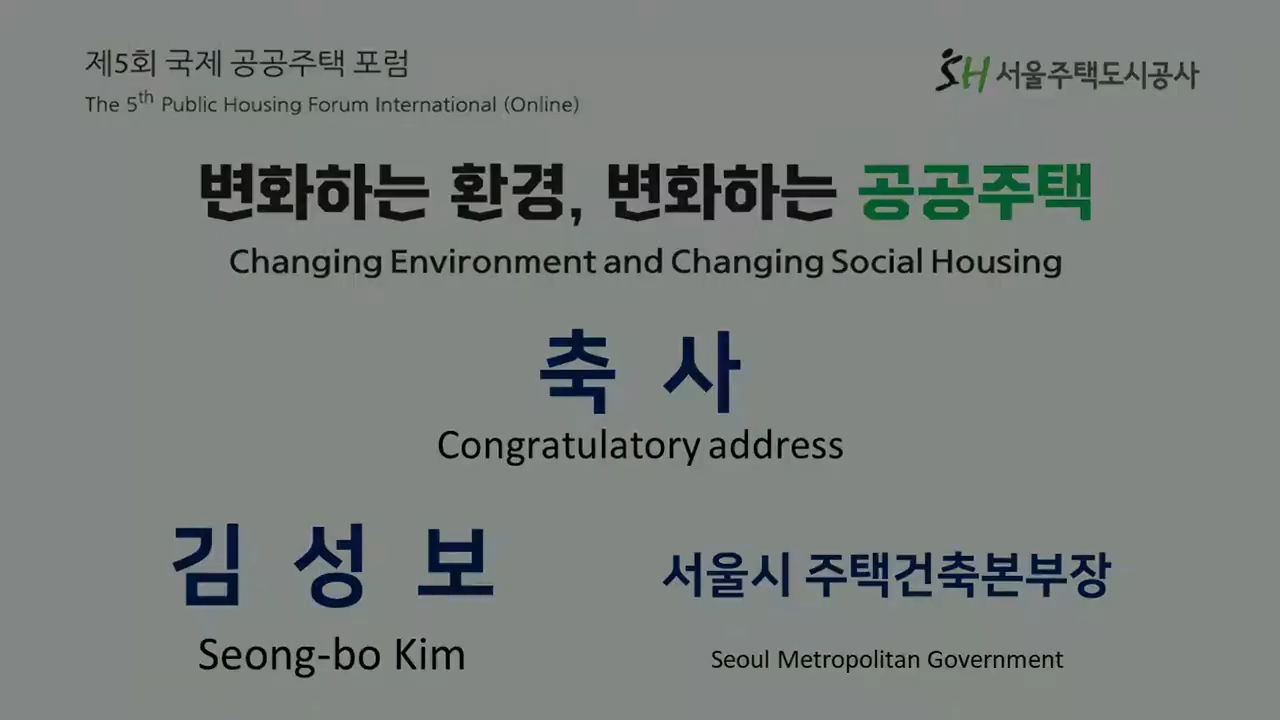 제5회 국제 공공주택 포럼
The 5th Public Housing Forum International (Online)
SH 서울주택도시공사
변화하는 환경, 변화하는 공공주택
Changing Environment and Changing Social Housing
축 사
Congratulatory address
김 성 보
Seong-bo Kim
서울시 주택건축본부장
Seoul Metropolitan Government